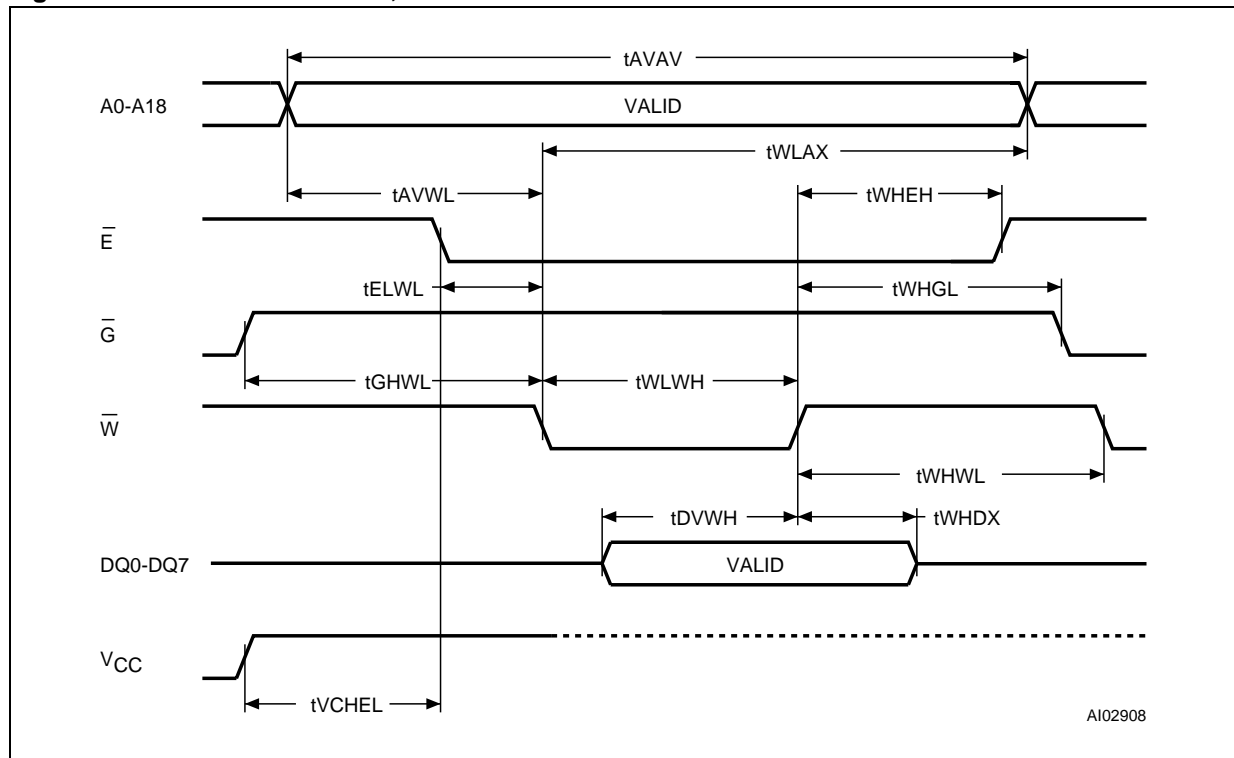 tAVAV
A0-A18
VALID
tWLAX
tAVWL
tWHEH
E
tELWL
tWHGL
G
tGHWL
tWLWH
W
tWHWL
tDVWH
tWHDX
DQ0-DQ7
VALID
VCC
tVCHEL
AI02908